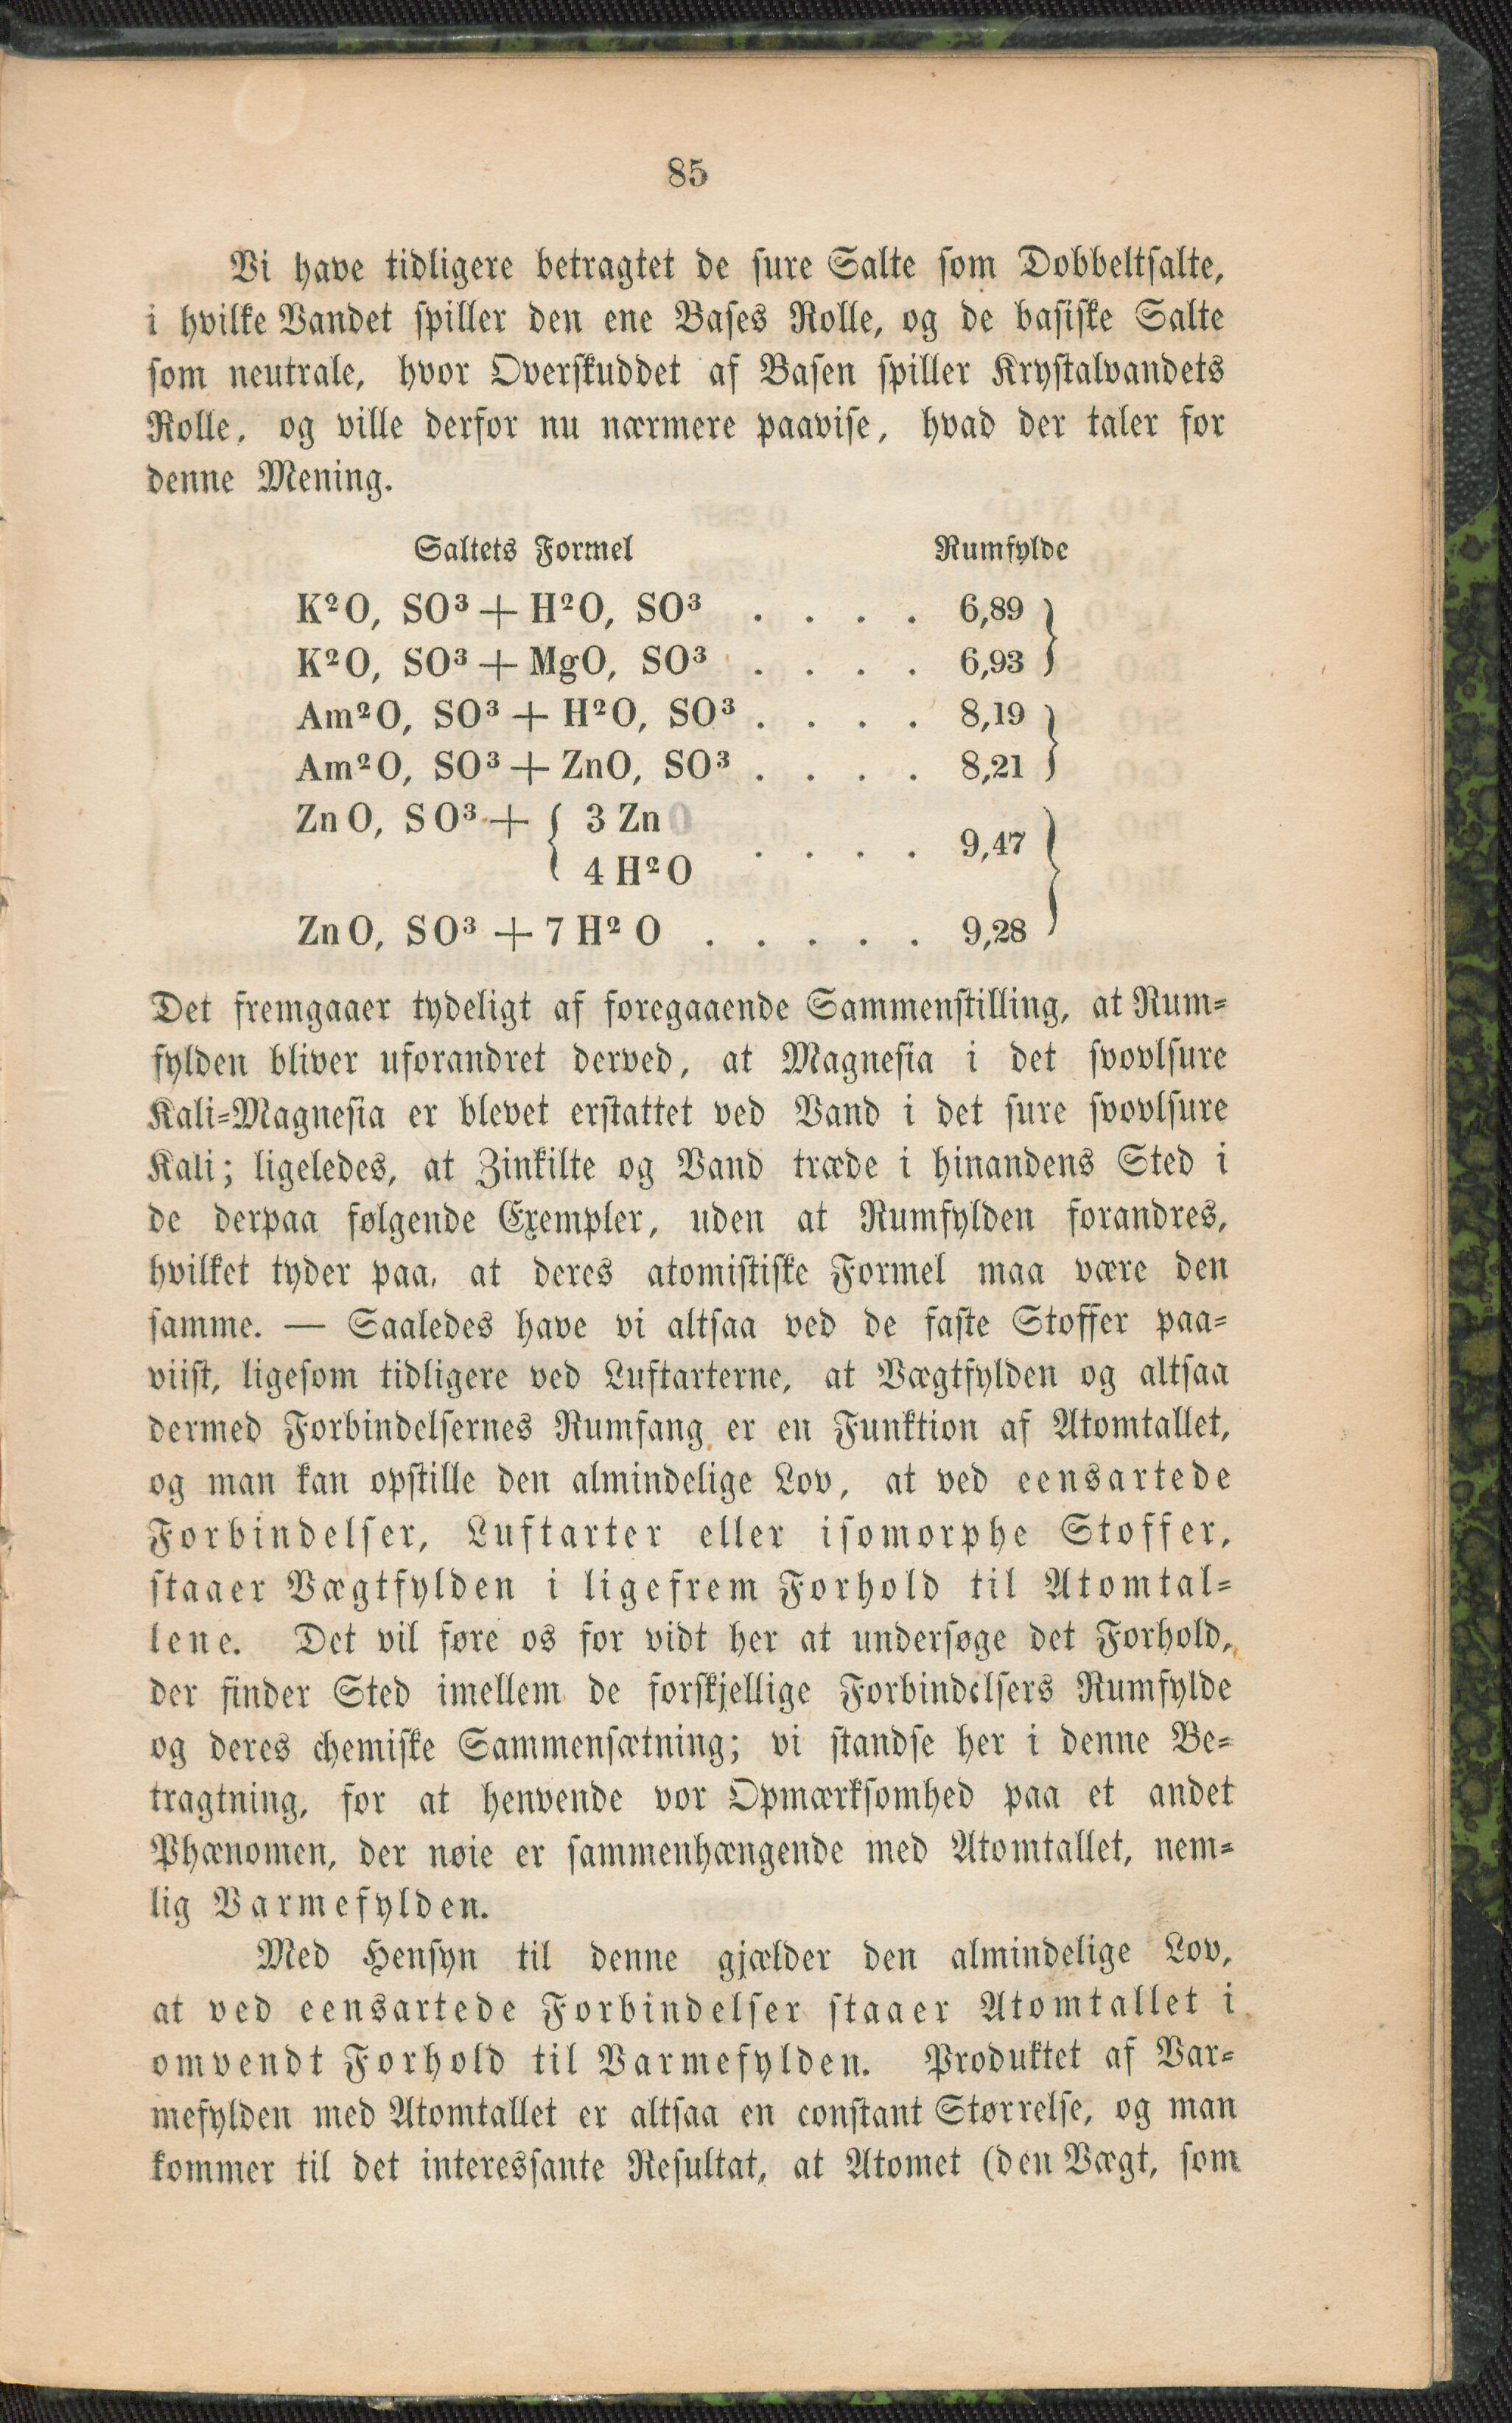 85
Vi have tidligere betragtet de sure Salte som Dobbeltsalte,
i hvilke Vandet spiller den ene Bases Rolle, og de basiske Salte
som neutrale, hvor Overskuddet af Basen spiller Krystalvandets
Rolle, og ville derfor nu nærmere paavise, hvad der taler for
denne Mening.
Saltets Formel Rumfylde
K²O, SO³ + H²O, SO³ . . . . 6,89
K²O, SO³ + MgO, SO³ . . . . 6,93
Am²O, SO³ + H²O, SO³ . . . . 8,19
Am²O, SO³ + ZnO, SO³ . . . . 8,21
ZnO, SO³ + { 3 ZnO
4 H²O . . . . 9,47
ZnO, SO³ + 7 H²O . . . . . 9,28
Det fremgaaer tydeligt af foregaaende Sammenstilling, at Rum-
fylden bliver uforandret derved, at Magnesia i det svovlsure
Kali-Magnesia er blevet erstattet ved Vand i det sure svovlsure
Kali; ligeledes, at Zinkilte og Vand træde i hinandens Sted i
de derpaa følgende Exempler, uden at Rumfylden forandres,
hvilket tyder paa, at deres atomistiske Formel maa være den
samme. — Saaledes have vi altsaa ved de faste Stoffer paa-
viist, ligesom tidligere ved Luftarterne, at Vægtfylden og altsaa
dermed Forbindelsernes Rumfang er en Funktion af Atomtallet,
og man kan opstille den almindelige Lov, at ved eensartede
Forbindelser, Luftarter eller isomorphe Stoffer,
staaer Vægtfylden i ligefrem Forhold til Atomtal-
lene. Det vil føre os for vidt her at undersøge det Forhold,
der finder Sted imellem de forskjellige Forbindelsers Rumfylde
og deres chemiske Sammensætning; vi standse her i denne Be-
tragtning, for at henvende vor Opmærksomhed paa et andet
Phænomen, der nøie er sammenhængende med Atomtallet, nem-
lig Varmefylden.
Med Hensyn til denne gjælder den almindelige Lov,
at ved eensartede Forbindelser staaer Atomtallet i
omvendt Forhold til Varmefylden. Produktet af Var-
mefylden med Atomtallet er altsaa en constant Størrelse, og man
kommer til det interessante Resultat, at Atomet (den Vægt, som